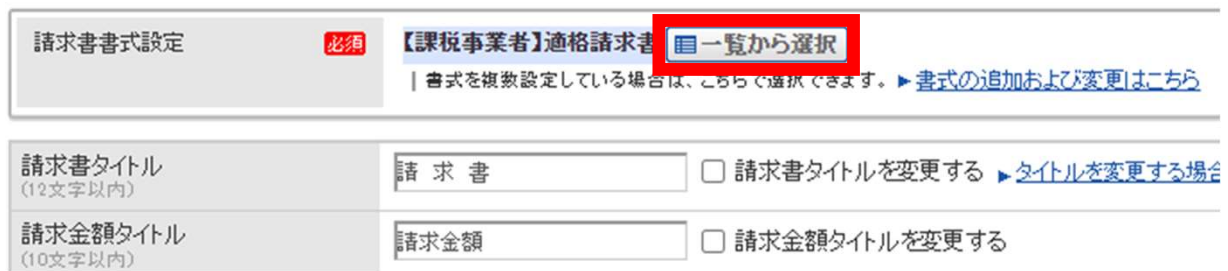 請求書書式設定 必須 【課税事業者】適格請求書 一覧から選択
| 書式を複数設定している場合は、こちらで選択できます。 ▶書式の追加および変更はこちら
請求書タイトル 請 求 書 請求書タイトルを変更する ▶タイトルを変更する場合
(12文字以内)
請求金額タイトル 請求金額 請求金額タイトルを変更する
(10文字以内)